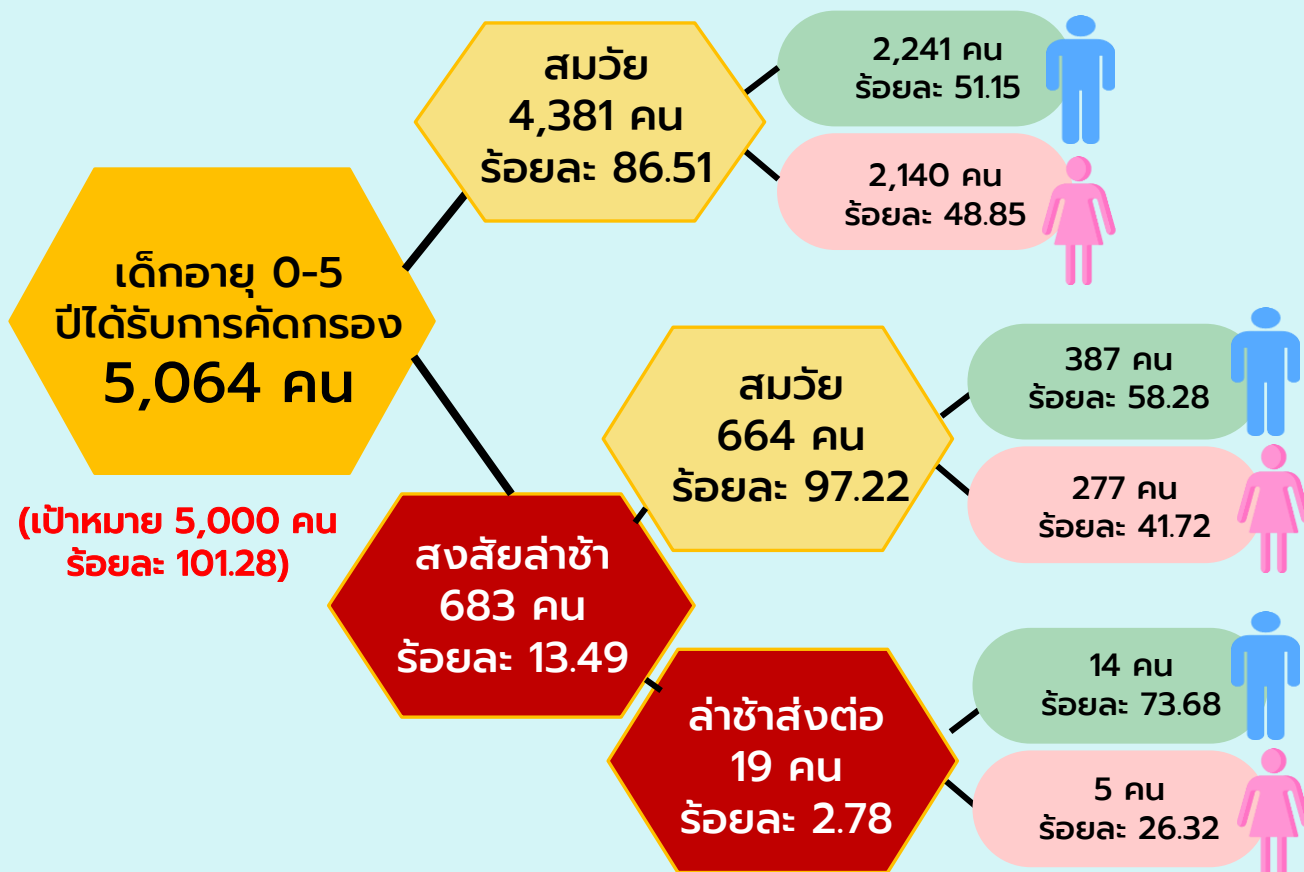 เด็กอายุ 0-5
ปีได้รับการคัดกรอง
5,064 คน
(เป้าหมาย 5,000 คน
ร้อยละ 101.28)
สมวัย
4,381 คน
ร้อยละ 86.51
2,241 คน
ร้อยละ 51.15
2,140 คน
ร้อยละ 48.85
สงสัยล่าช้า
683 คน
ร้อยละ 13.49
สมวัย
664 คน
ร้อยละ 97.22
387 คน
ร้อยละ 58.28
277 คน
ร้อยละ 41.72
ล่าช้าส่งต่อ
19 คน
ร้อยละ 2.78
14 คน
ร้อยละ 73.68
5 คน
ร้อยละ 26.32